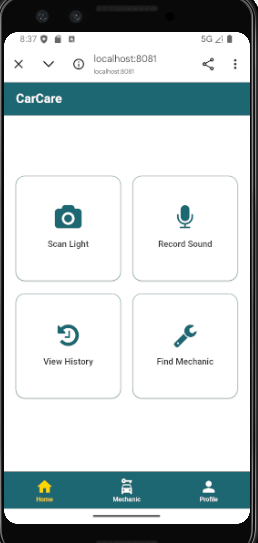 8:37
5G
localhost:8081
localhost:8081
CarCare
Scan Light
Record Sound
View History
Find Mechanic
Home
Mechanic
Profile